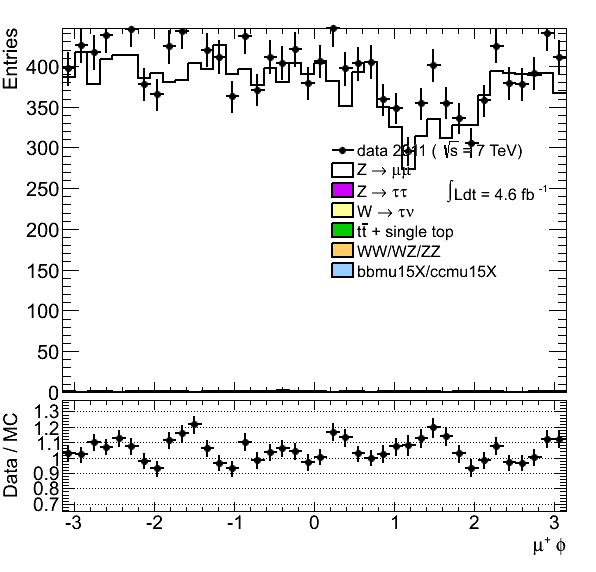 Entries
400
350
300
250
200
150
100
50
0
data 2011 ( √s = 7 TeV)
Z → μμ
Z → ττ
∫Ldt = 4.6 fb⁻¹
W → τν
tt̄ + single top
WW/WZ/ZZ
bbmu15X/ccmu15X
Data / MC
1.3
1.2
1.1
1
0.9
0.8
0.7
-3 -2 -1 0 1 2 3
μ⁺ ϕ